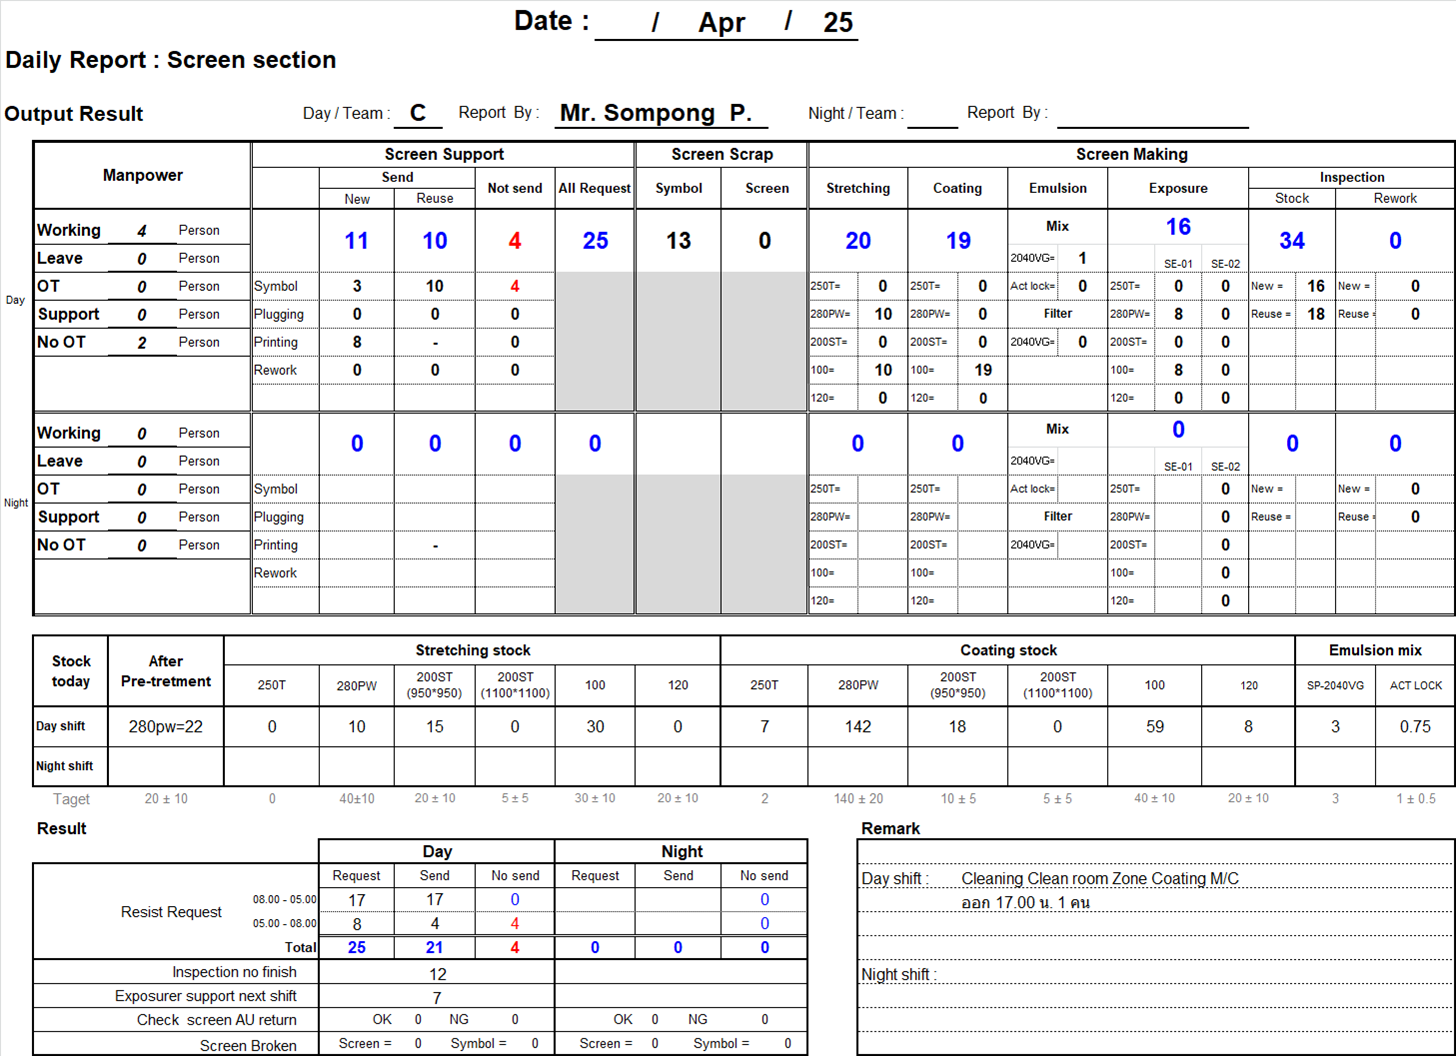 Date : / Apr / 25
Daily Report : Screen section
Output Result Day / Team : C Report By : Mr. Sompong P. Night / Team : Report By :
Manpower Screen Support Screen Scrap Screen Making
Send Not send All Request Symbol Screen Stretching Coating Emulsion Exposure Inspection
New Reuse Stock Rework
Day
Working 4 Person 11 10 4 25 13 0 20 19 Mix 16 34 0
Leave 0 Person 2040VG= 1 SE-01 SE-02
OT 0 Person Symbol 3 10 4 250T= 0 250T= 0 Act lock= 0 250T= 0 0 New = 16 New = 0
Support 0 Person Plugging 0 0 0 280PW= 10 280PW= 0 Filter 280PW= 8 0 Reuse = 18 Reuse = 0
No OT 2 Person Printing 8 - 0 200ST= 0 200ST= 0 2040VG= 0 200ST= 0 0
Rework 0 0 0 100= 10 100= 19 100= 8 0
120= 0 120= 0 120= 0 0
Night
Working 0 Person 0 0 0 0 0 0 Mix 0 0 0
Leave 0 Person 2040VG= SE-01 SE-02
OT 0 Person Symbol 250T= 250T= Act lock= 250T= 0 New = New = 0
Support 0 Person Plugging 280PW= 280PW= Filter 280PW= 0 Reuse = Reuse = 0
No OT 0 Person Printing - 200ST= 200ST= 2040VG= 200ST= 0
Rework 100= 100= 100= 0
120= 120= 120= 0
Stock today After Pre-tretment Stretching stock Coating stock Emulsion mix
250T 280PW 200ST (950*950) 200ST (1100*1100) 100 120 250T 280PW 200ST (950*950) 200ST (1100*1100) 100 120 SP-2040VG ACT LOCK
Day shift 280pw=22 0 10 15 0 30 0 7 142 18 0 59 8 3 0.75
Night shift
Taget 20 ± 10 0 40±10 20 ± 10 5 ± 5 30 ± 10 20 ± 10 2 140 ± 20 10 ± 5 5 ± 5 40 ± 10 20 ± 10 3 1 ± 0.5
Result
Day Night
Request Send No send Request Send No send
Resist Request
08.00 - 05.00 17 17 0 0
05.00 - 08.00 8 4 4 0
Total 25 21 4 0 0 0
Inspection no finish 12
Exposurer support next shift 7
Check screen AU return OK 0 NG 0 OK 0 NG 0
Screen Broken Screen = 0 Symbol = 0 Screen = 0 Symbol = 0
Remark
Day shift : Cleaning Clean room Zone Coating M/C
ออก 17.00 น. 1 คน
Night shift :